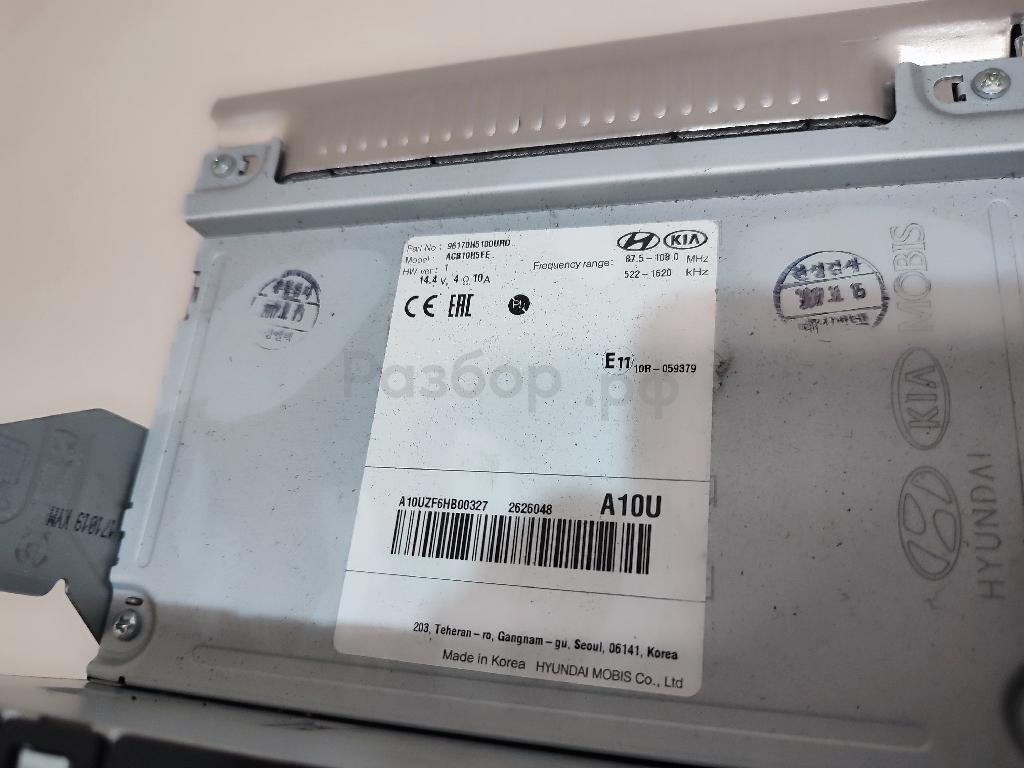 Part No : 96170H5100URD
Model : ACB10H5EE
HW ver : 1
14.4 V, 4 Ω 10A
HYUNDAI KIA
Frequency range: 87.5-108.0 MHz
522-1620 kHz
CE EAC
E11 10R-059379
Разбор.рф
A10UZF6HB00327 2626048 A10U
203, Teheran-ro, Gangnam-gu, Seoul, 06141, Korea
Made in Korea HYUNDAI MOBIS Co., Ltd
MOBIS
KIA
HYUNDAI